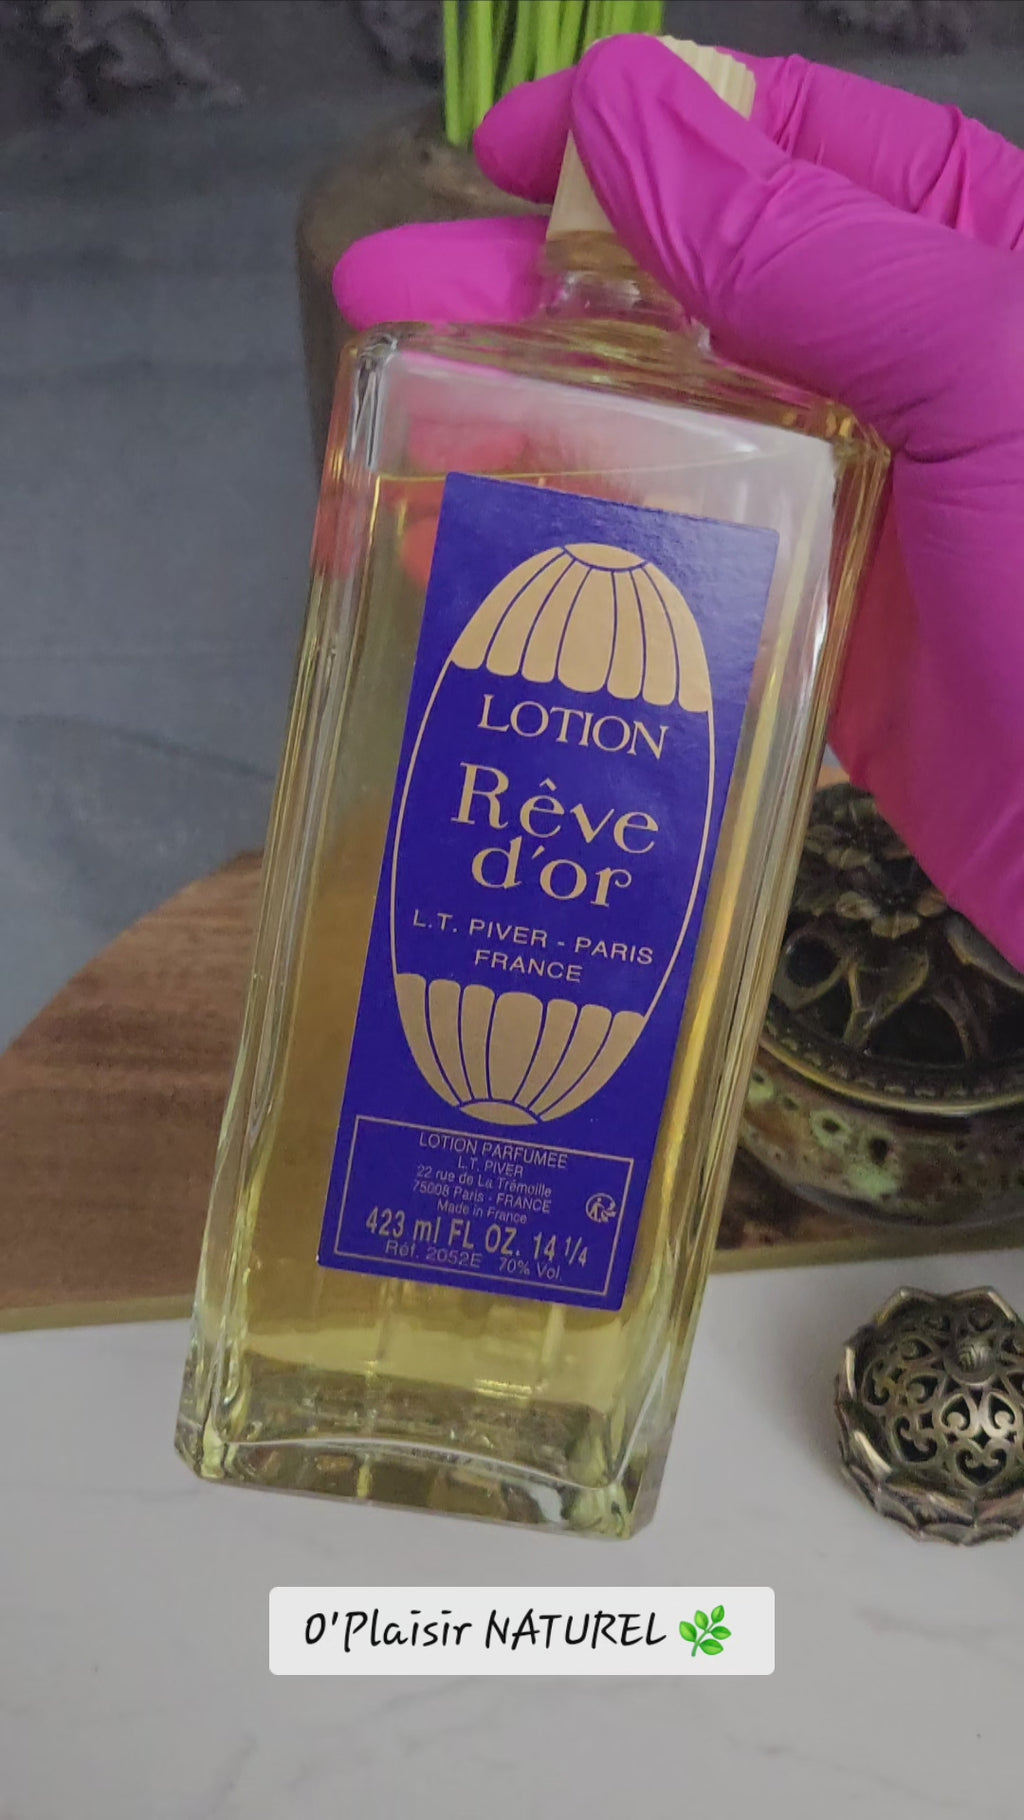 LOTION
Rêve
d'or
L.T. PIVER - PARIS
FRANCE
LOTION PARFUMEE
L.T. PIVER
22 rue de La Trémoille
75008 Paris - FRANCE
Made in France
423 ml FL OZ. 14 1/4
Réf. 2052E 70% Vol.
O'Plaisir NATUREL 🌿